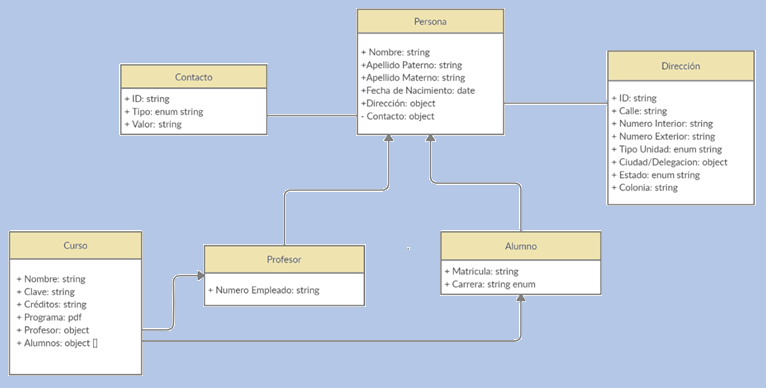 Persona
+ Nombre: string
+Apellido Paterno: string
+Apellido Materno: string
+Fecha de Nacimiento: date
+Dirección: object
- Contacto: object
Contacto
+ ID: string
+ Tipo: enum string
+ Valor: string
Dirección
+ ID: string
+ Calle: string
+ Numero Interior: string
+ Numero Exterior: string
+ Tipo Unidad: enum string
+ Ciudad/Delegacion: object
+ Estado: enum string
+ Colonia: string
Curso
+ Nombre: string
+ Clave: string
+ Créditos: string
+ Programa: pdf
+ Profesor: object
+ Alumnos: object []
Profesor
+ Numero Empleado: string
Alumno
+ Matricula: string
+ Carrera: string enum